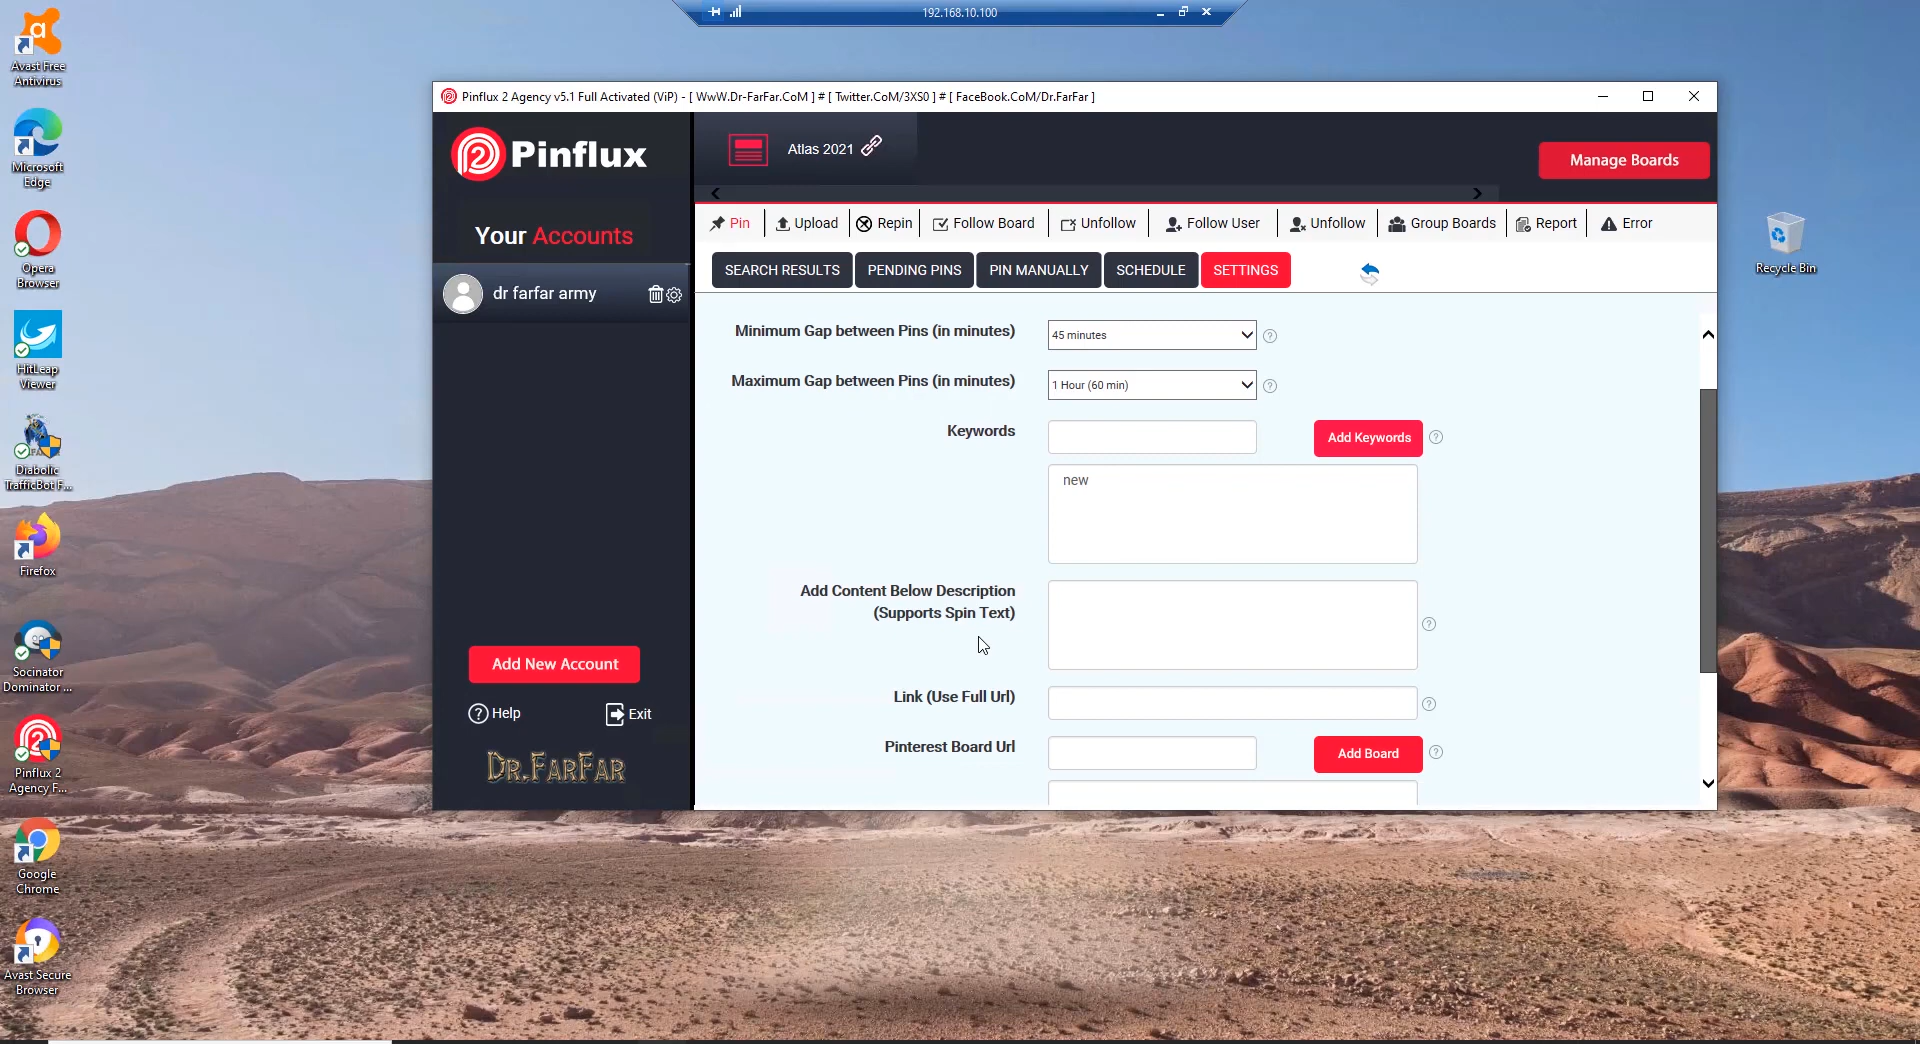 192.168.10.100
Avast Free
Antivirus
Microsoft
Edge
Opera
Browser
HitLeap
Viewer
Diabolic
TrafficBot F...
Firefox
Socinator
Dominator ...
Pinflux 2
Agency F...
Google
Chrome
Avast Secure
Browser
Recycle Bin
Pinflux 2 Agency v5.1 Full Activated (ViP) - [ WwW.Dr-FarFar.CoM ] # [ Twitter.CoM/3XS0 ] # [ FaceBook.CoM/Dr.FarFar ]
Pinflux
Your Accounts
dr farfar army
Add New Account
Help
Exit
DR.FARFAR
Atlas 2021
Manage Boards
Pin
Upload
Repin
Follow Board
Unfollow
Follow User
Unfollow
Group Boards
Report
Error
SEARCH RESULTS
PENDING PINS
PIN MANUALLY
SCHEDULE
SETTINGS
Minimum Gap between Pins (in minutes)
45 minutes
Maximum Gap between Pins (in minutes)
1 Hour (60 min)
Keywords
Add Keywords
new
Add Content Below Description
(Supports Spin Text)
Link (Use Full Url)
Pinterest Board Url
Add Board